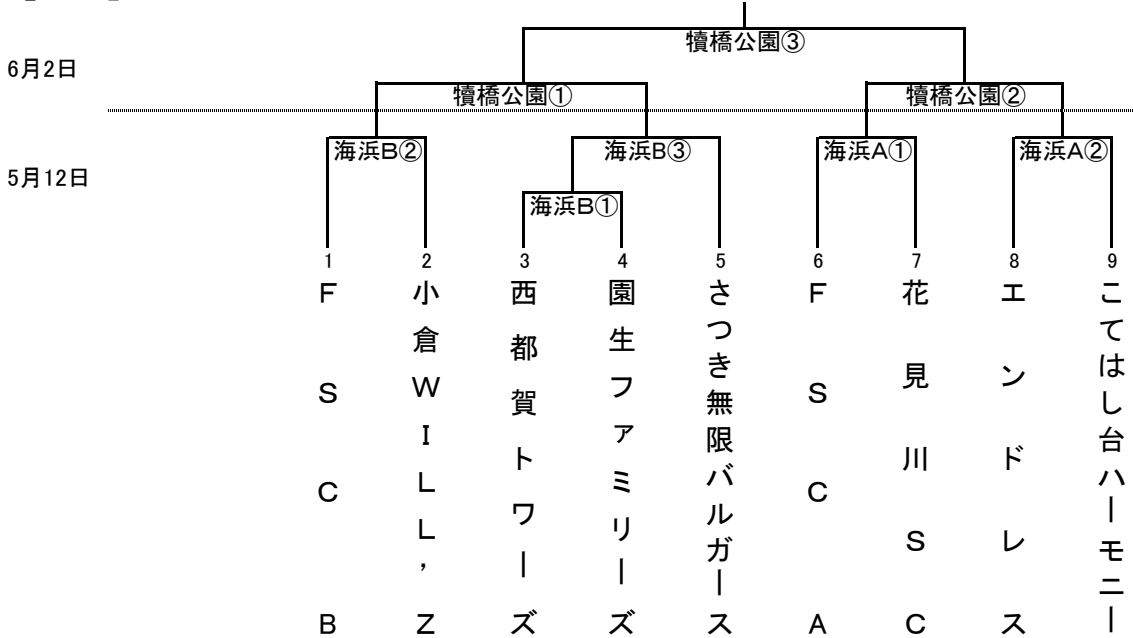 犢橋公園③
6月2日
犢橋公園① 犢橋公園②
海浜B② 海浜B③ 海浜A① 海浜A②
5月12日
海浜B①
1 2 3 4 5 6 7 8 9
FSCB
小倉WILL’Z
西都賀トワーズ
園生ファミリーズ
さつき無限バルガース
FSCA
花見川SC
エンドレス
こてはし台ハーモニー